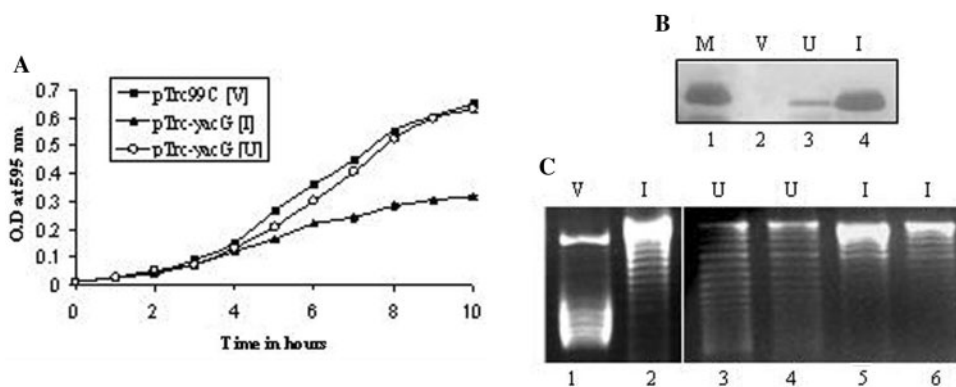 A
0.7
0.6
0.5
0.4
0.3
0.2
0.1
0
O.D at 595 nm
pTrc99C [V]
pTrc-yacG [I]
pTrc-yacG [U]
0 2 4 6 8 10
Time in hours
B
M V U I
1 2 3 4
C
V I U U I I
1 2 3 4 5 6